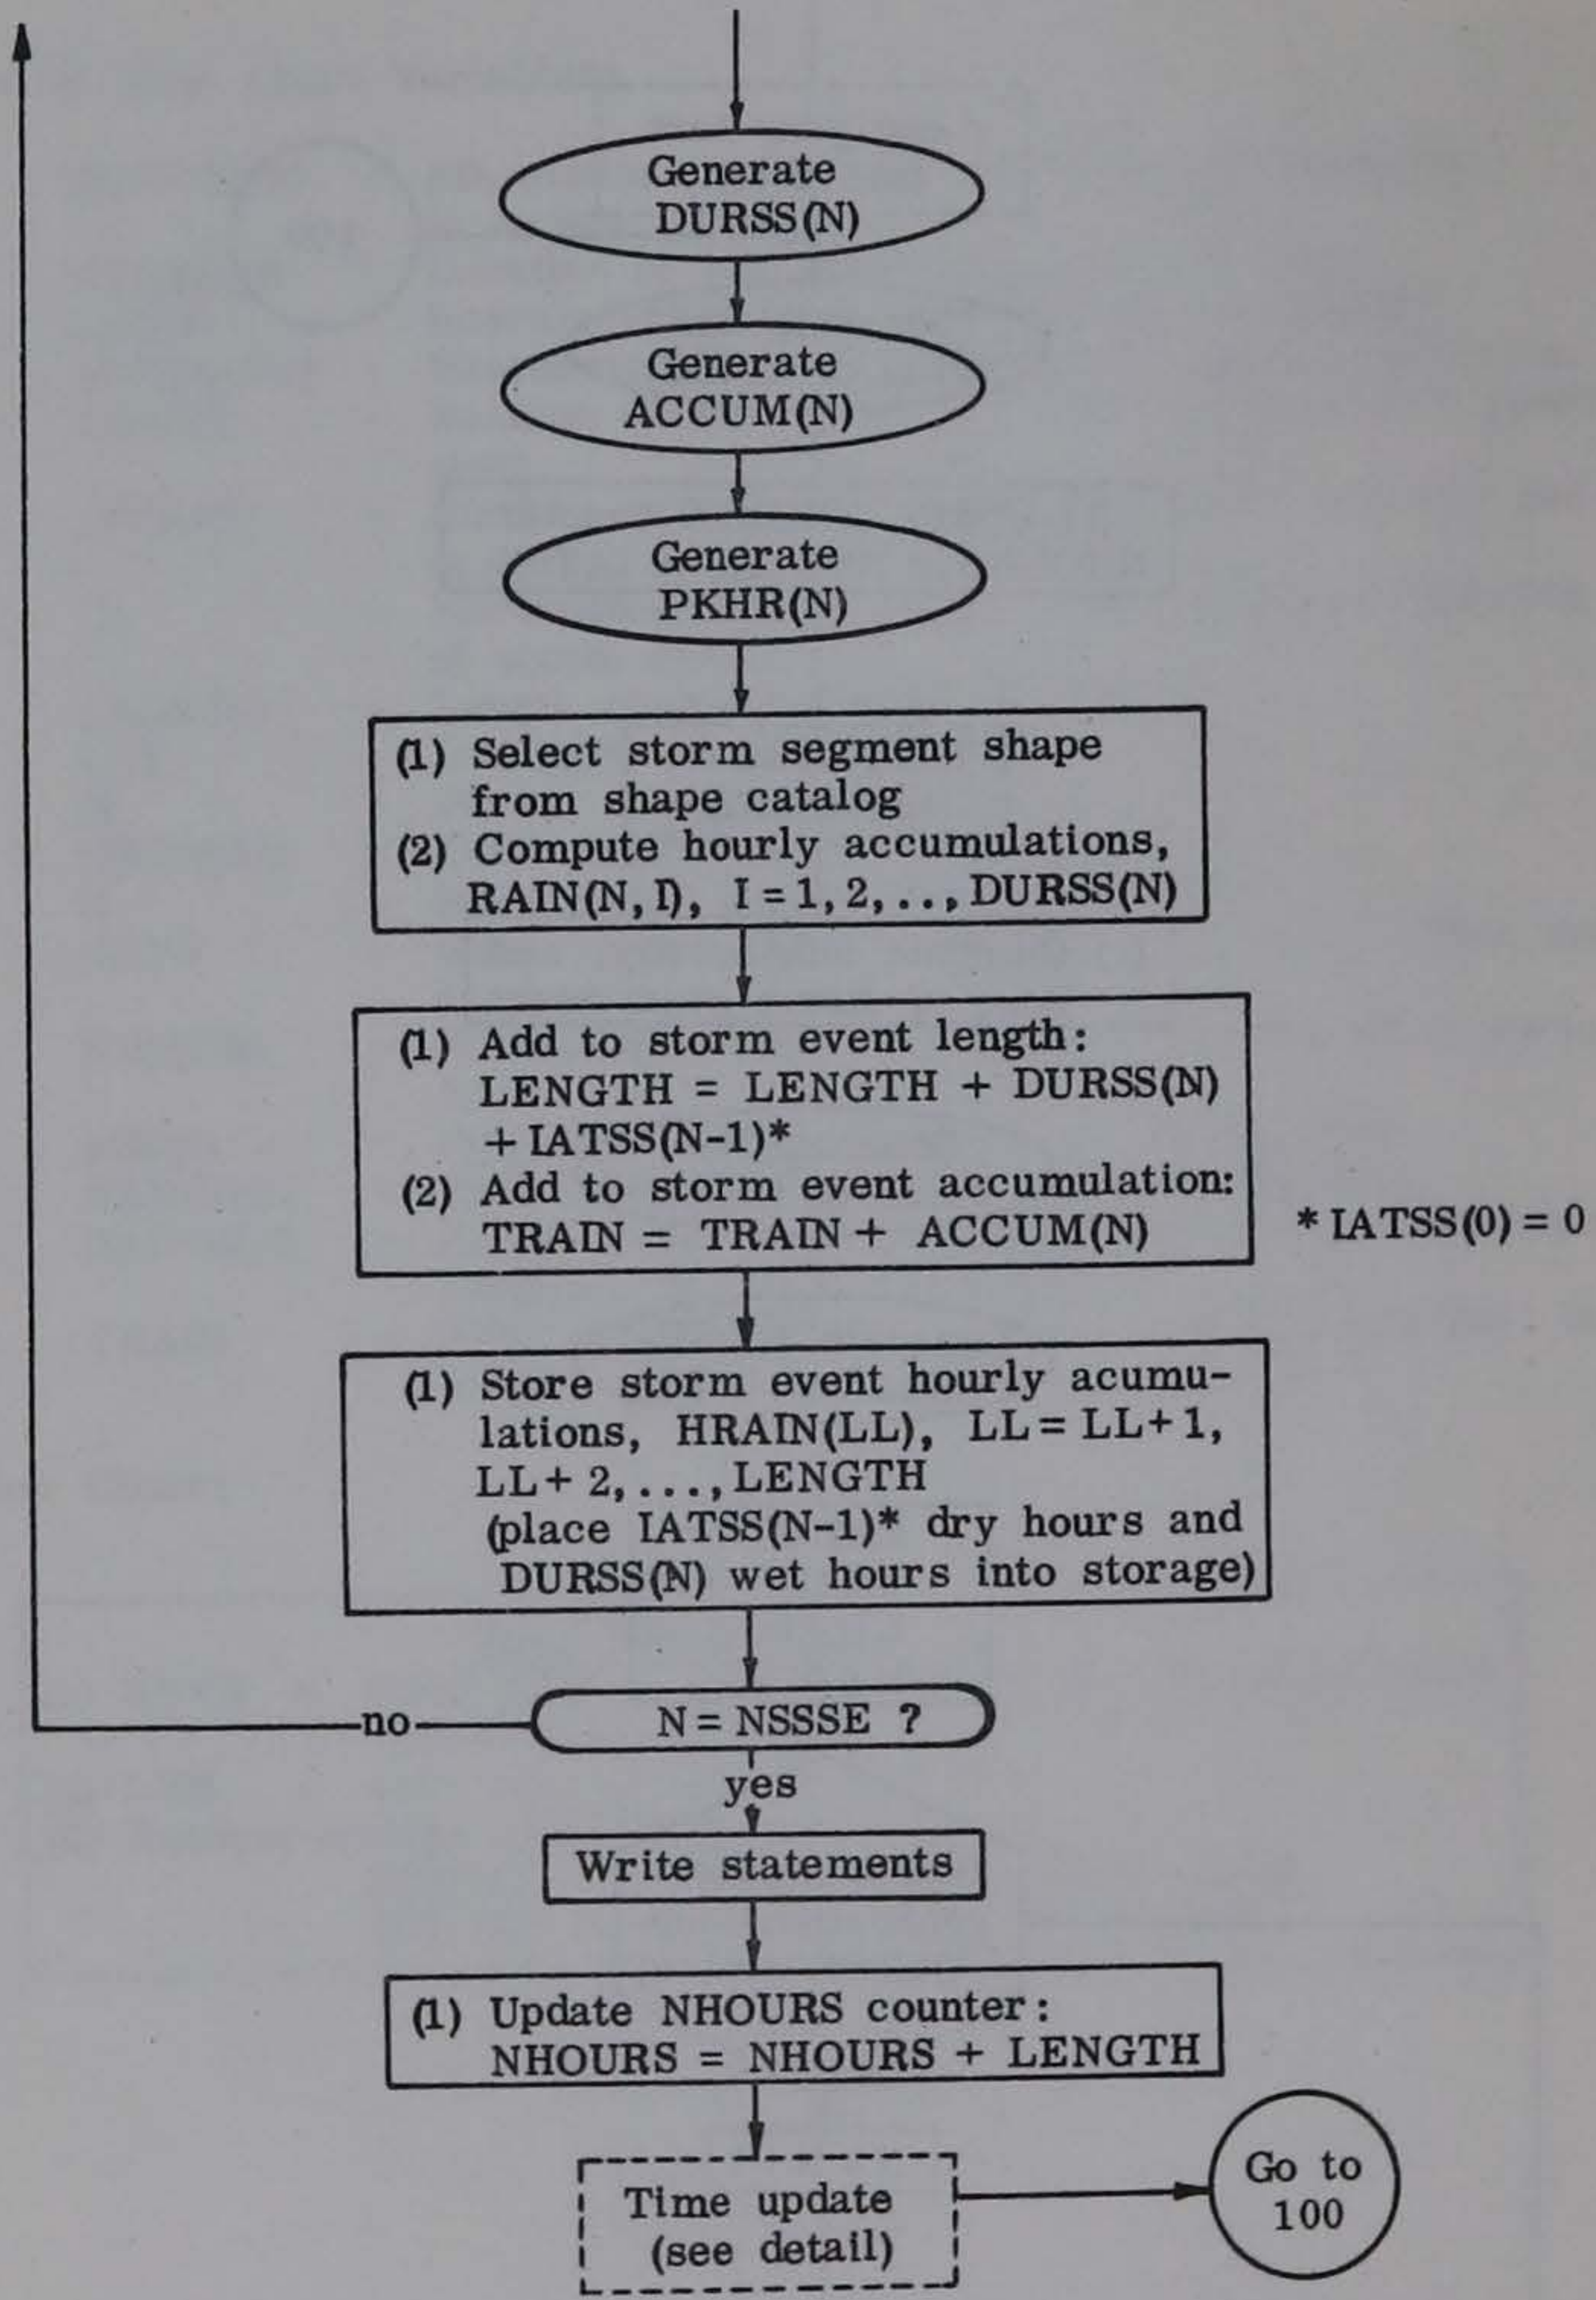 Generate
DURSS(N)
Generate
ACCUM(N)
Generate
PKHR(N)
(1) Select storm segment shape
from shape catalog
(2) Compute hourly accumulations,
RAIN(N, I), I = 1, 2, . . , DURSS(N)
(1) Add to storm event length:
LENGTH = LENGTH + DURSS(N)
+ IATSS(N-1)*
(2) Add to storm event accumulation:
TRAIN = TRAIN + ACCUM(N)
* IATSS(0) = 0
(1) Store storm event hourly acumu-
lations, HRAIN(LL), LL = LL+1,
LL+ 2, . . . , LENGTH
(place IATSS(N-1)* dry hours and
DURSS(N) wet hours into storage)
N = NSSSE ?
no
yes
Write statements
(1) Update NHOURS counter:
NHOURS = NHOURS + LENGTH
Time update
(see detail)
Go to
100